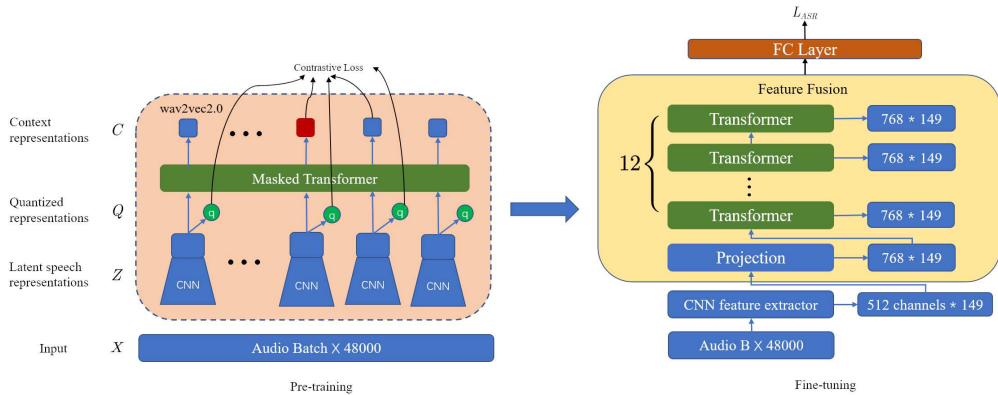 Contrastive Loss
wav2vec2.0
Context
representations
C
Masked Transformer
Quantized
representations
Q
q
q
q
q
Latent speech
representations
Z
CNN
CNN
CNN
CNN
Input
X
Audio Batch X 48000
Pre-training
L_ASR
FC Layer
Feature Fusion
12
Transformer
768 * 149
Transformer
768 * 149
Transformer
768 * 149
Projection
768 * 149
CNN feature extractor
512 channels * 149
Audio B X 48000
Fine-tuning